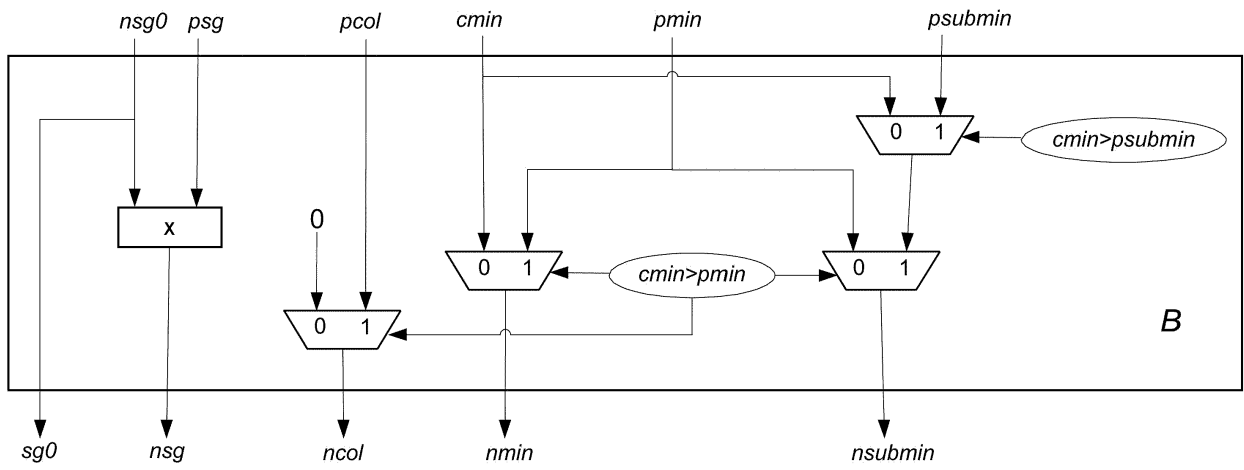 nsg0 psg pcol cmin pmin psubmin
0 1
cmin>psubmin
x
0
0 1
cmin>pmin
0 1
0 1
B
sg0 nsg ncol nmin nsubmin